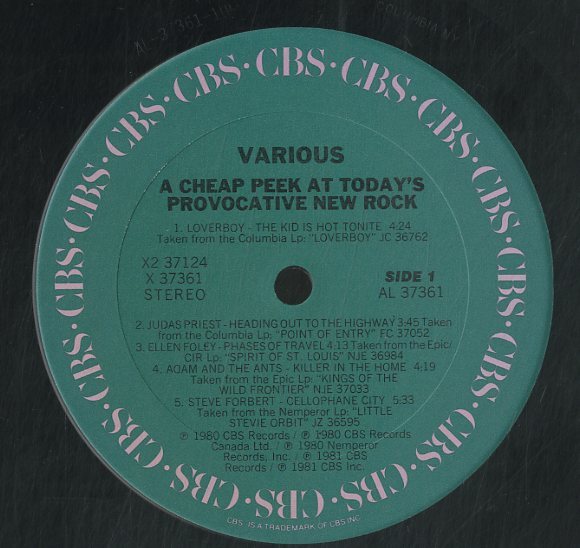 AL-37361-1
CBS · CBS · CBS · CBS · CBS · CBS · CBS · CBS · CBS · CBS · CBS · CBS · CBS · CBS · CBS · CBS · CBS ·
VARIOUS
A CHEAP PEEK AT TODAY'S
PROVOCATIVE NEW ROCK
1. LOVERBOY - THE KID IS HOT TONITE 4:24
Taken from the Columbia Lp: "LOVERBOY" JC 36762
X2 37124
X 37361
STEREO
SIDE 1
AL 37361
2. JUDAS PRIEST - HEADING OUT TO THE HIGHWAY 3:45 Taken
from the Columbia Lp: "POINT OF ENTRY" FC 37052
3. ELLEN FOLEY - PHASES OF TRAVEL 4:13 Taken from the Epic/
CIR Lp: "SPIRIT OF ST. LOUIS" NJE 36984
4. ADAM AND THE ANTS - KILLER IN THE HOME 4:19
Taken from the Epic Lp: "KINGS OF THE
WILD FRONTIER" NJE 37033
5. STEVE FORBERT - CELLOPHANE CITY 5:33
Taken from the Nemperor Lp: "LITTLE
STEVIE ORBIT" JZ 36595
℗ 1980 CBS Records / ℗ 1980 CBS Records
Canada Ltd. / ℗ 1980 Nemperor
Records, Inc. / ℗ 1981 CBS
Records / ℗ 1981 CBS Inc.
CBS IS A TRADEMARK OF CBS INC